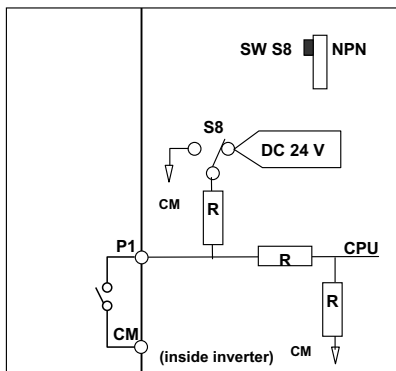 SW S8 NPN
S8
DC 24 V
CM
R
P1
R
CPU
R
CM
(inside inverter)
CM